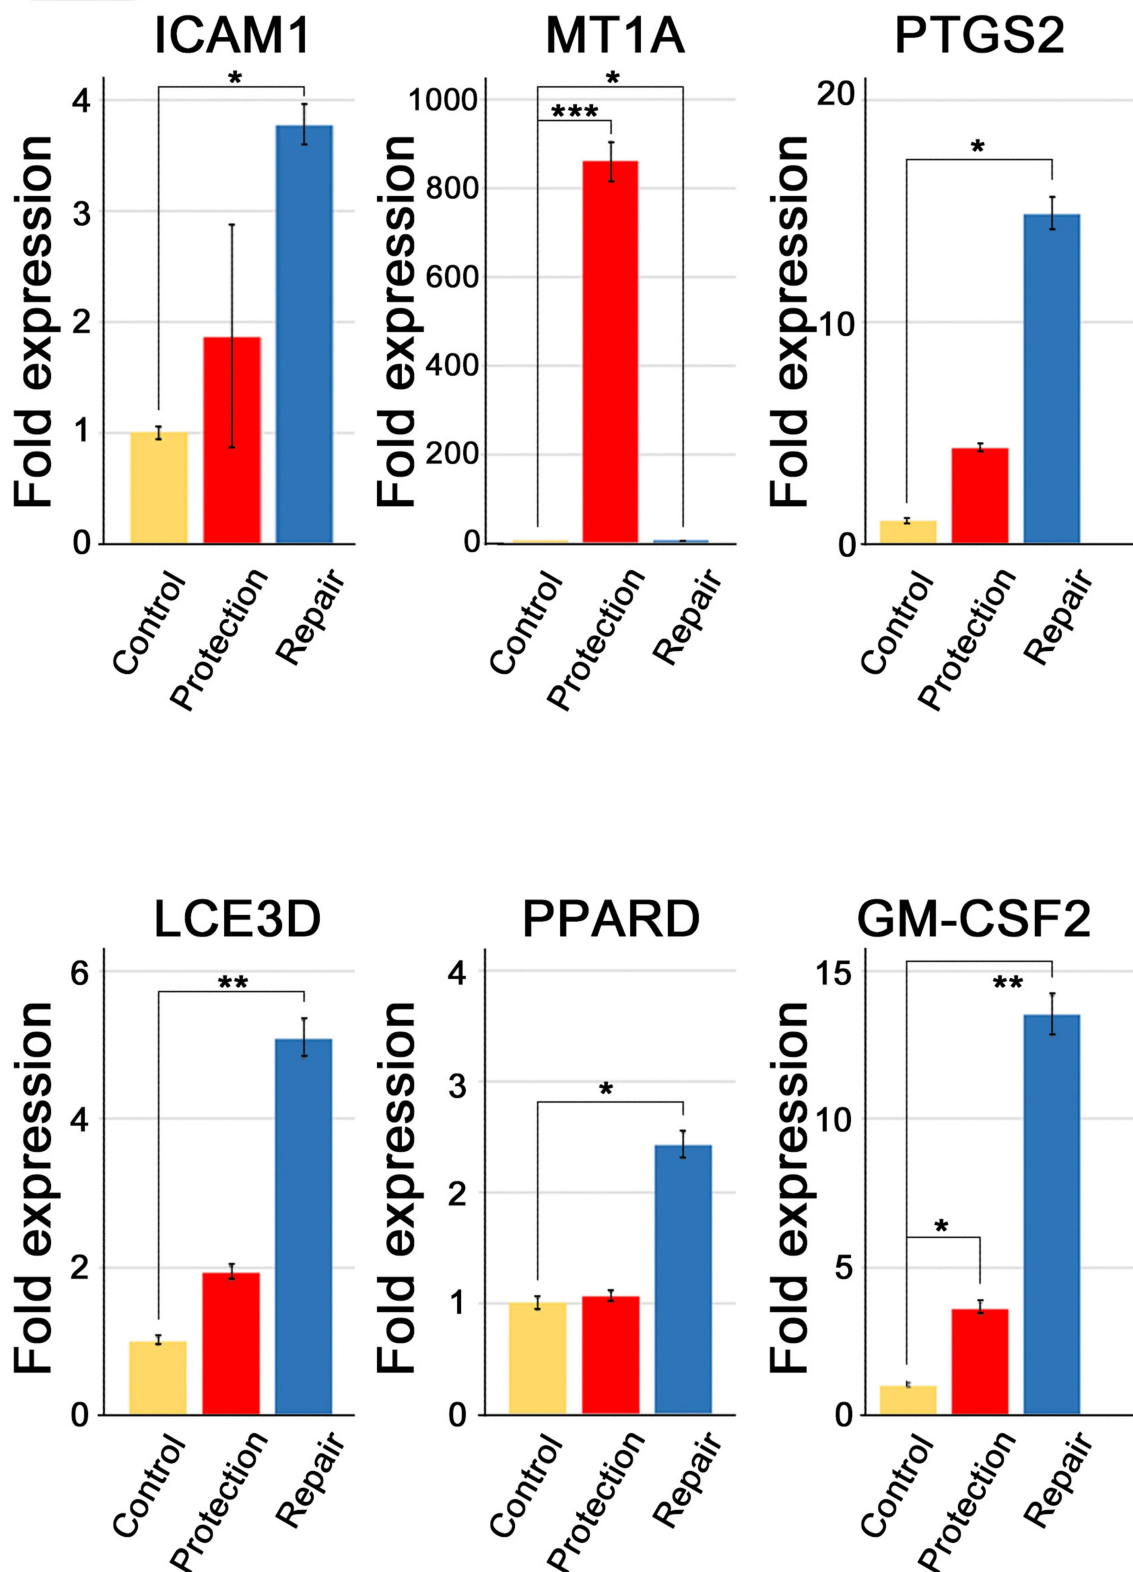 ICAM1
Fold expression
4
3
2
1
0
*
Control
Protection
Repair
MT1A
Fold expression
1000
800
600
400
200
0
*
***
Control
Protection
Repair
PTGS2
Fold expression
20
10
0
*
Control
Protection
Repair
LCE3D
Fold expression
6
4
2
0
**
Control
Protection
Repair
PPARD
Fold expression
4
3
2
1
0
*
Control
Protection
Repair
GM-CSF2
Fold expression
15
10
5
0
**
*
Control
Protection
Repair